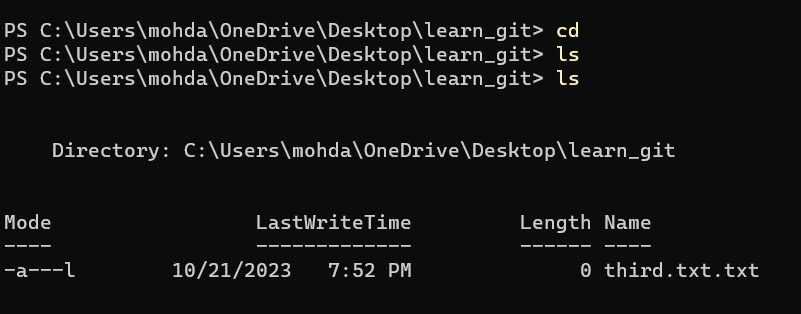 PS C:\Users\mohda\OneDrive\Desktop\learn_git> cd
PS C:\Users\mohda\OneDrive\Desktop\learn_git> ls
PS C:\Users\mohda\OneDrive\Desktop\learn_git> ls
Directory: C:\Users\mohda\OneDrive\Desktop\learn_git
Mode LastWriteTime Length Name
---- ------------- ------ ----
-a---l 10/21/2023 7:52 PM 0 third.txt.txt